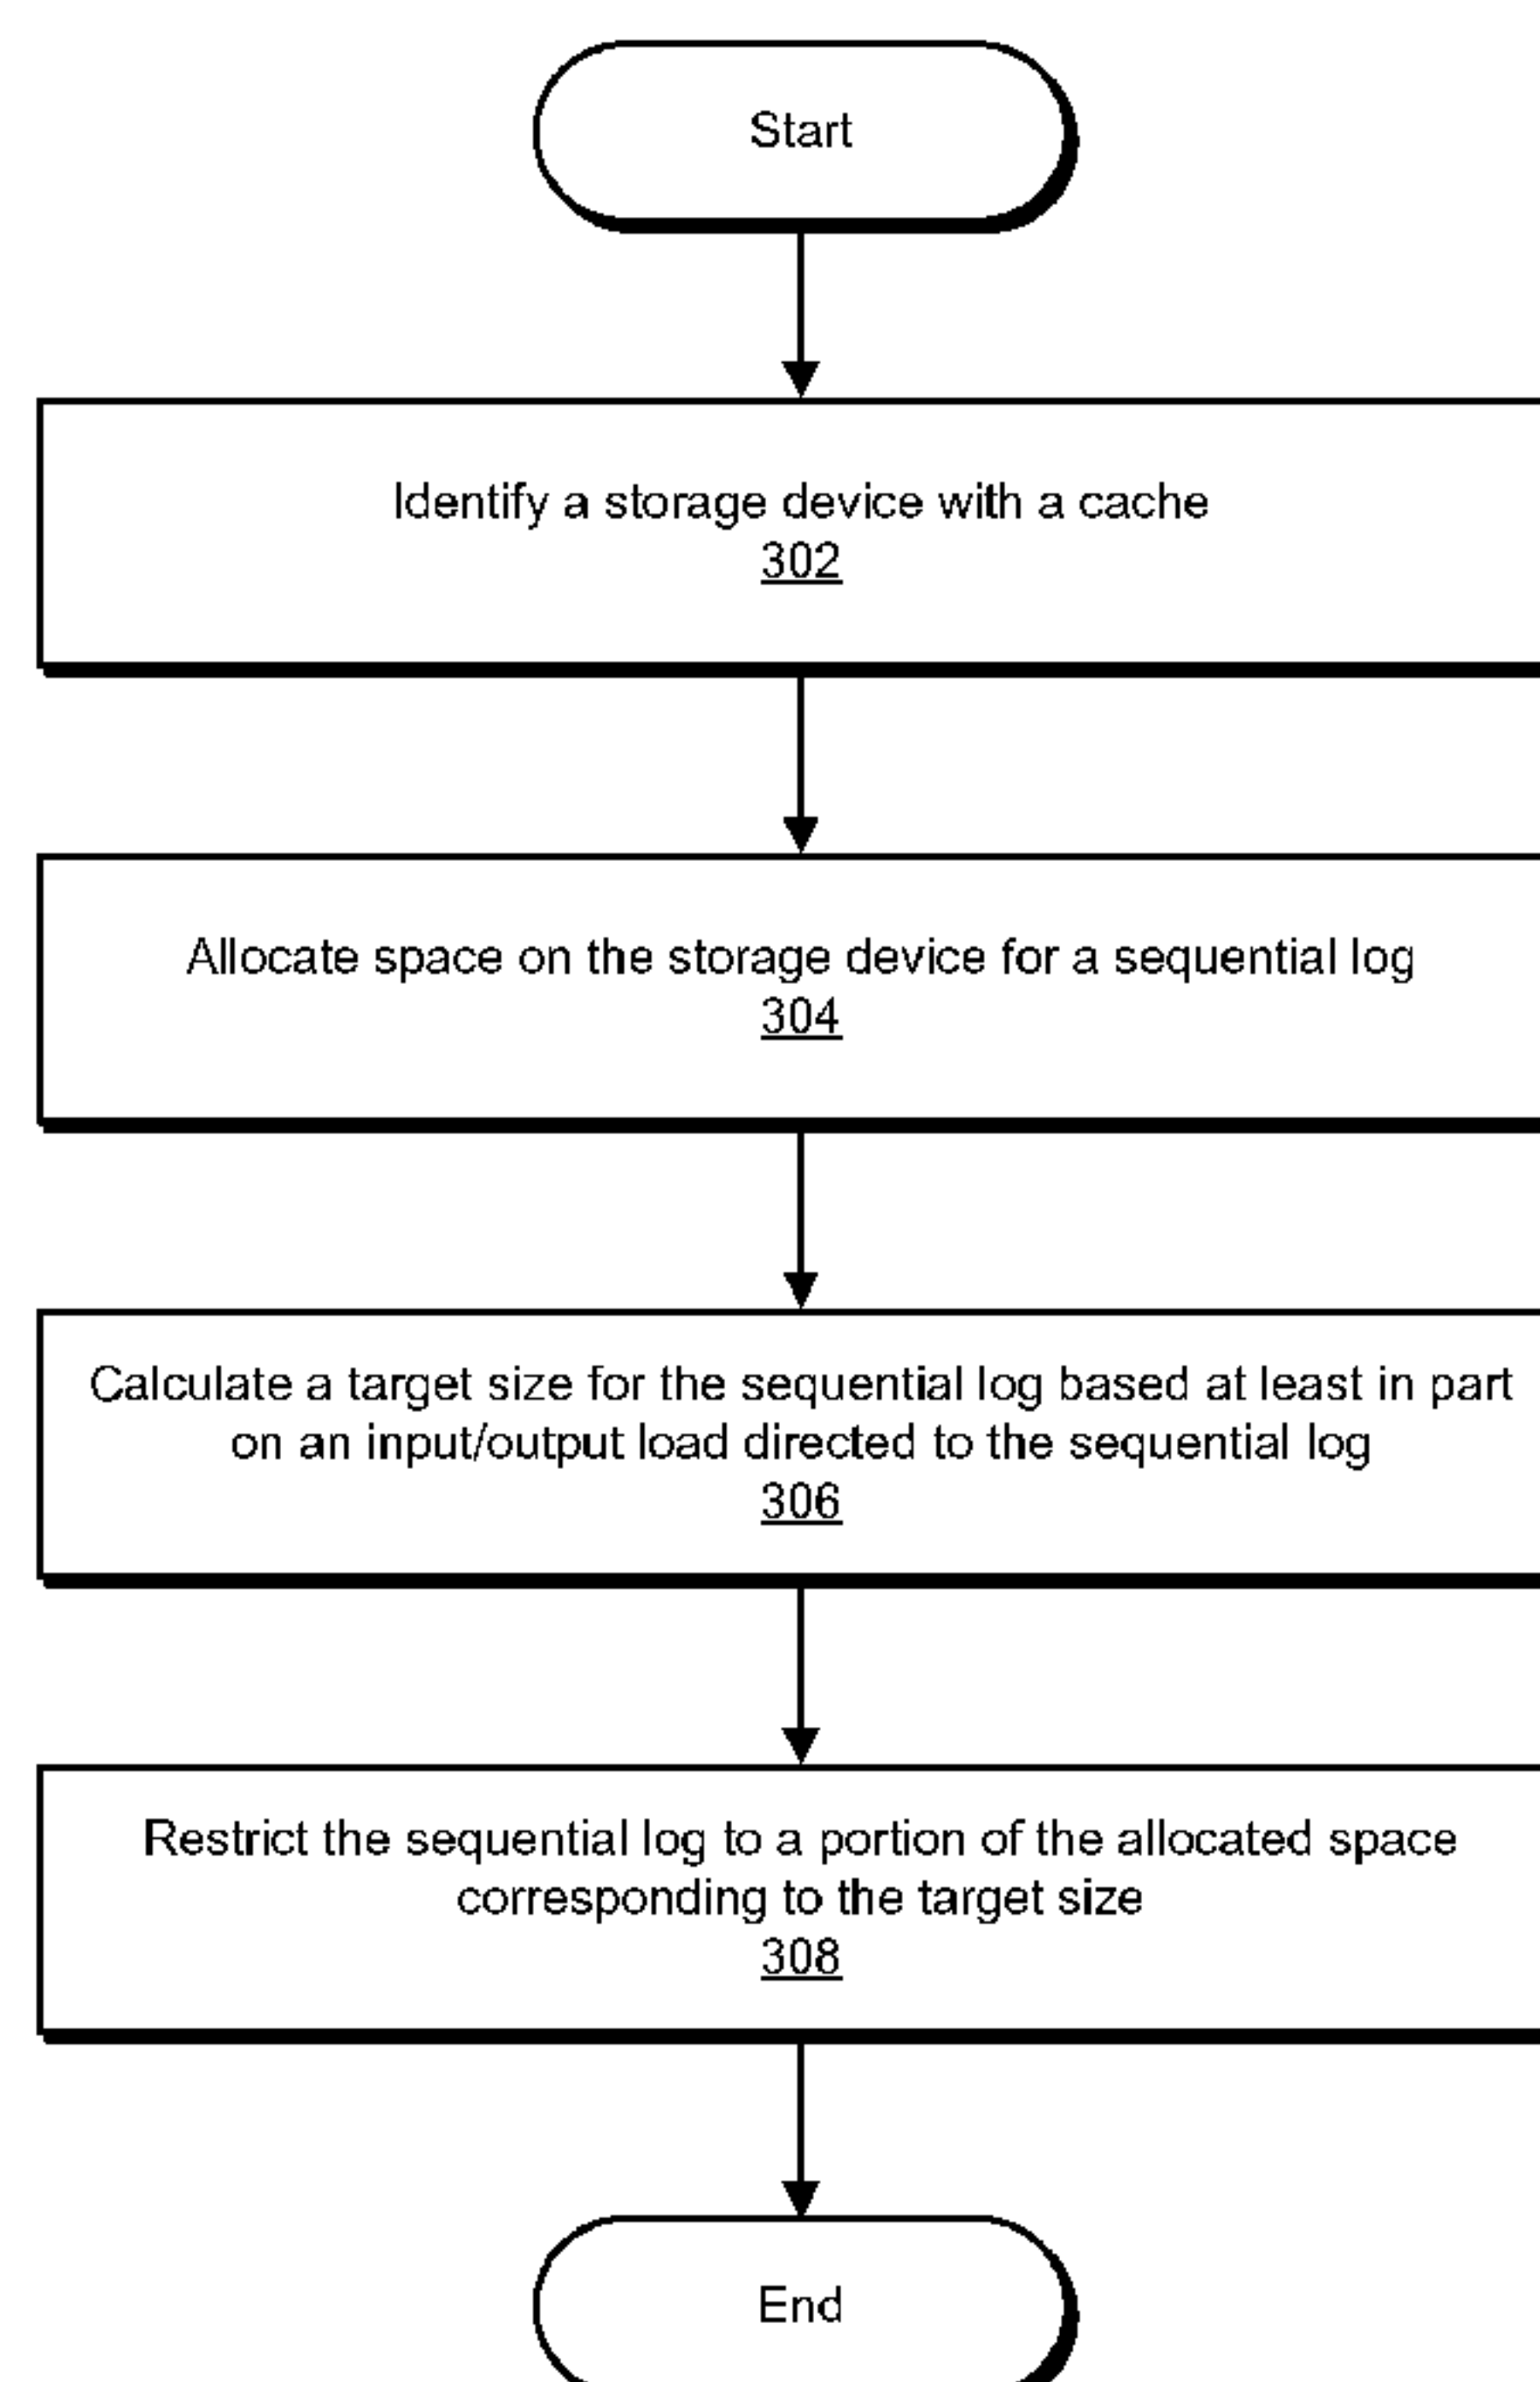 Start
Identify a storage device with a cache
302
Allocate space on the storage device for a sequential log
304
Calculate a target size for the sequential log based at least in part
on an input/output load directed to the sequential log
306
Restrict the sequential log to a portion of the allocated space
corresponding to the target size
308
End